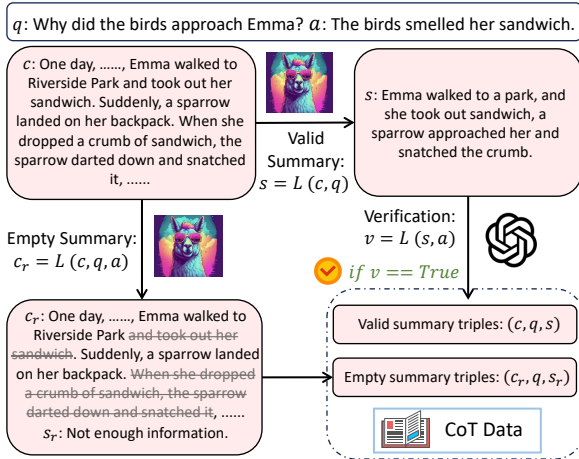 q: Why did the birds approach Emma? a: The birds smelled her sandwich.
c: One day, ……, Emma walked to
Riverside Park and took out her
sandwich. Suddenly, a sparrow
landed on her backpack. When she
dropped a crumb of sandwich, the
sparrow darted down and snatched
it, ……
Valid
Summary:
s = L (c, q)
s: Emma walked to a park, and
she took out sandwich, a
sparrow approached her and
snatched the crumb.
Empty Summary:
c_r = L (c, q, a)
Verification:
v = L (s, a)
if v == True
c_r: One day, ……, Emma walked to
Riverside Park and took out her
sandwich. Suddenly, a sparrow landed
on her backpack. When she dropped
a crumb of sandwich, the sparrow
darted down and snatched it, ……
s_r: Not enough information.
Valid summary triples: (c, q, s)
Empty summary triples: (c_r, q, s_r)
CoT Data